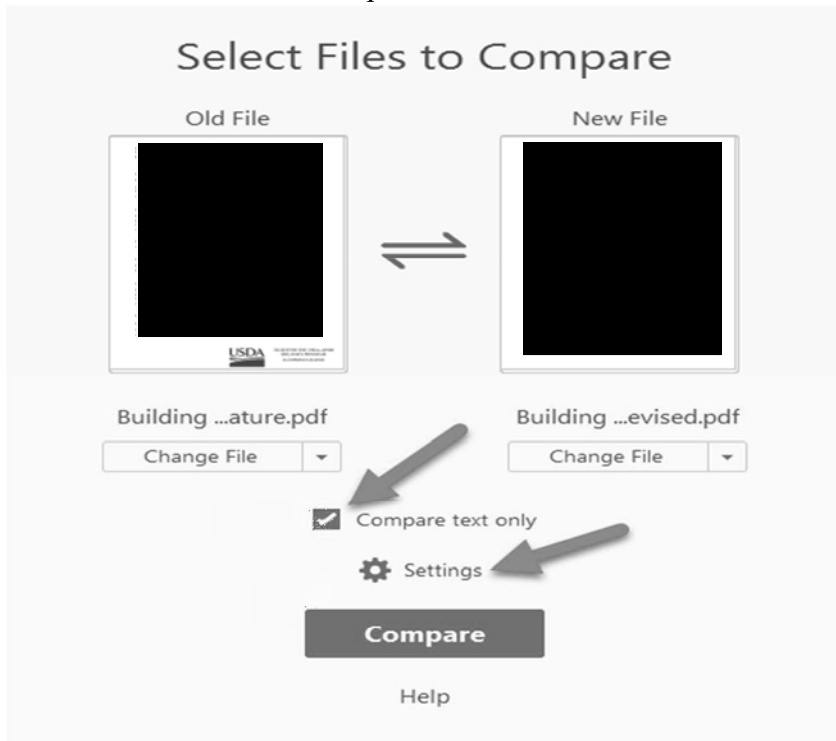 Select Files to Compare
Old File New File
USDA
Building ...ature.pdf Building ...evised.pdf
Change File Change File
Compare text only
Settings
Compare
Help